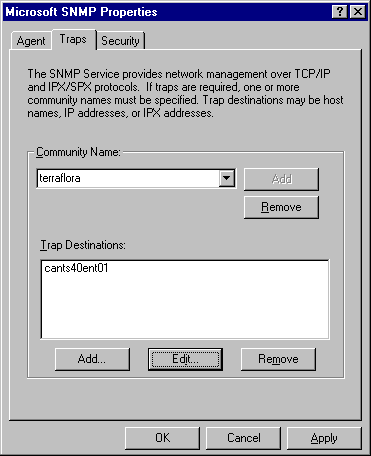 Microsoft SNMP Properties
Agent Traps Security
The SNMP Service provides network management over TCP/IP
and IPX/SPX protocols. If traps are required, one or more
community names must be specified. Trap destinations may be host
names, IP addresses, or IPX addresses.
Community Name:
terraflora Add
Remove
Trap Destinations:
cants40ent01
Add... Edit... Remove
OK Cancel Apply